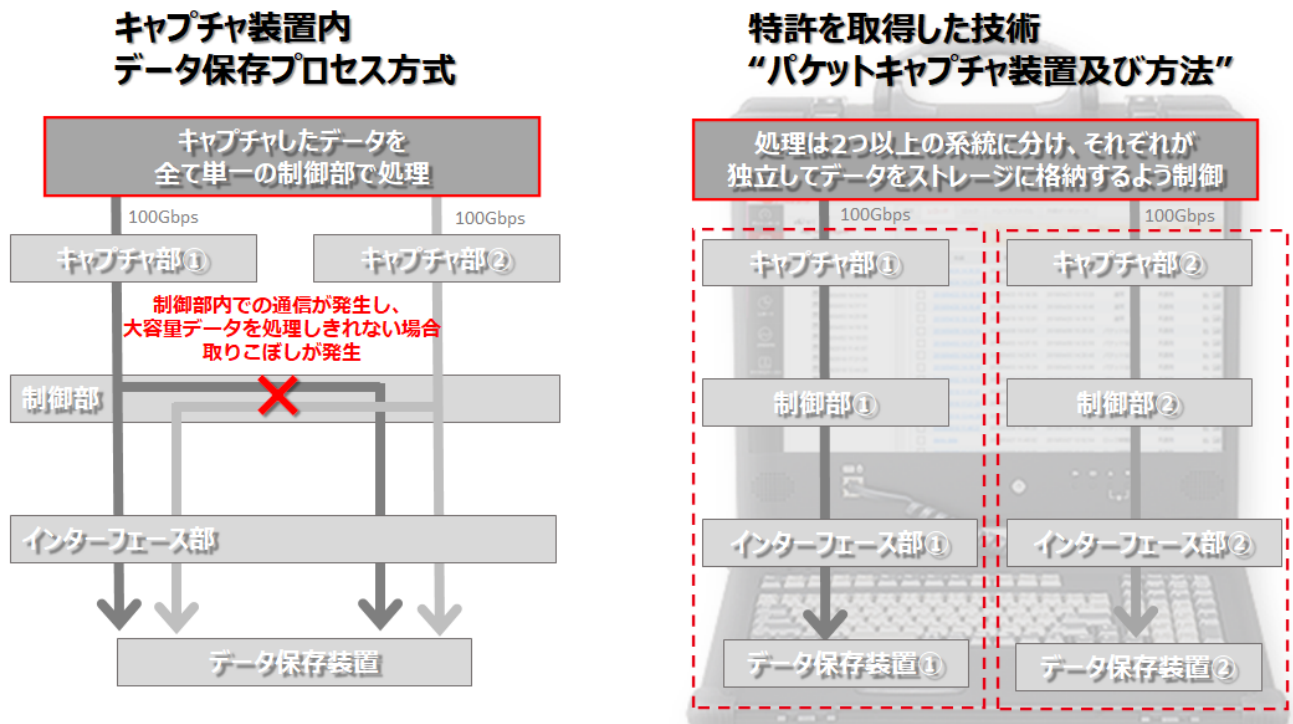 キャプチャ装置内
データ保存プロセス方式
キャプチャしたデータを
全て単一の制御部で処理
100Gbps
100Gbps
キャプチャ部①
キャプチャ部②
制御部内での通信が発生し、
大容量データを処理しきれない場合
取りこぼしが発生
制御部
インターフェース部
データ保存装置
特許を取得した技術
“パケットキャプチャ装置及び方法”
処理は2つ以上の系統に分け、それぞれが
独立してデータをストレージに格納するよう制御
100Gbps
100Gbps
キャプチャ部①
キャプチャ部②
制御部①
制御部②
インターフェース部①
インターフェース部②
データ保存装置①
データ保存装置②